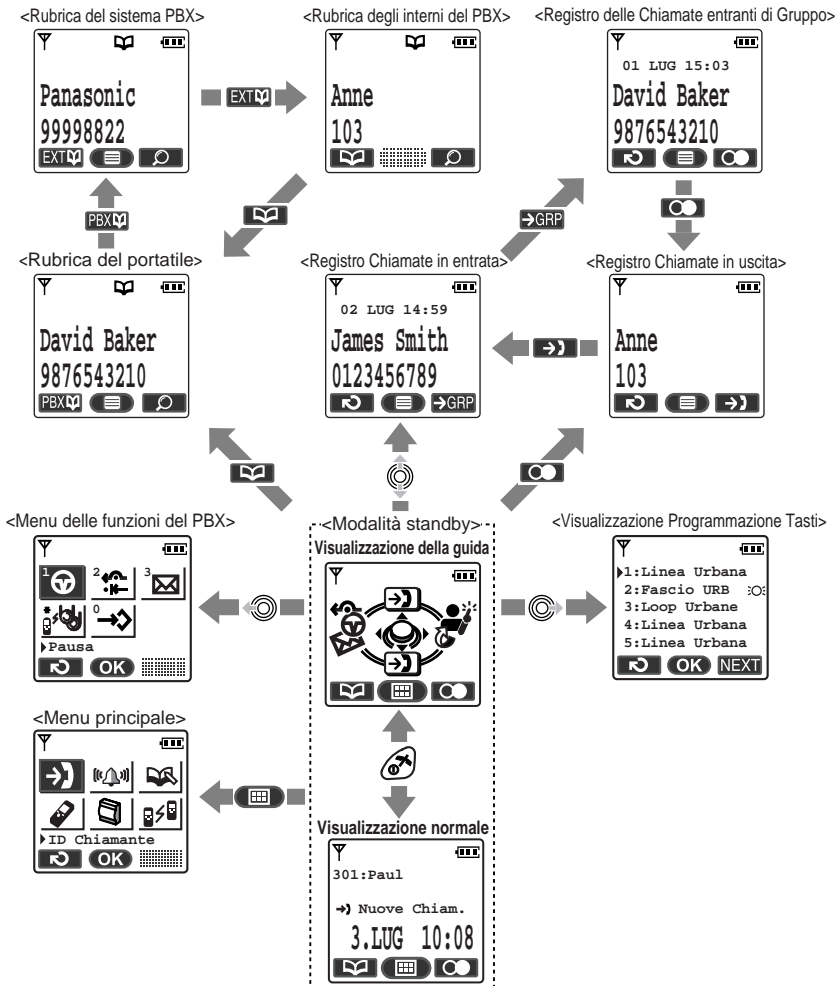 <Rubrica del sistema PBX>
Panasonic
99998822
EXT
EXT
<Rubrica degli interni del PBX>
Anne
103
<Registro delle Chiamate entranti di Gruppo>
01 LUG 15:03
David Baker
9876543210
PBX
GRP
<Rubrica del portatile>
David Baker
9876543210
PBX
<Registro Chiamate in entrata>
02 LUG 14:59
James Smith
0123456789
GRP
<Registro Chiamate in uscita>
Anne
103
<Menu delle funzioni del PBX>
1
2
3
*
0
Pausa
OK
<Modalità standby>
Visualizzazione della guida
<Visualizzazione Programmazione Tasti>
1:Linea Urbana
2:Fascio URB
3:Loop Urbane
4:Linea Urbana
5:Linea Urbana
OK NEXT
<Menu principale>
ID Chiamante
OK
Visualizzazione normale
301:Paul
Nuove Chiam.
3.LUG 10:08